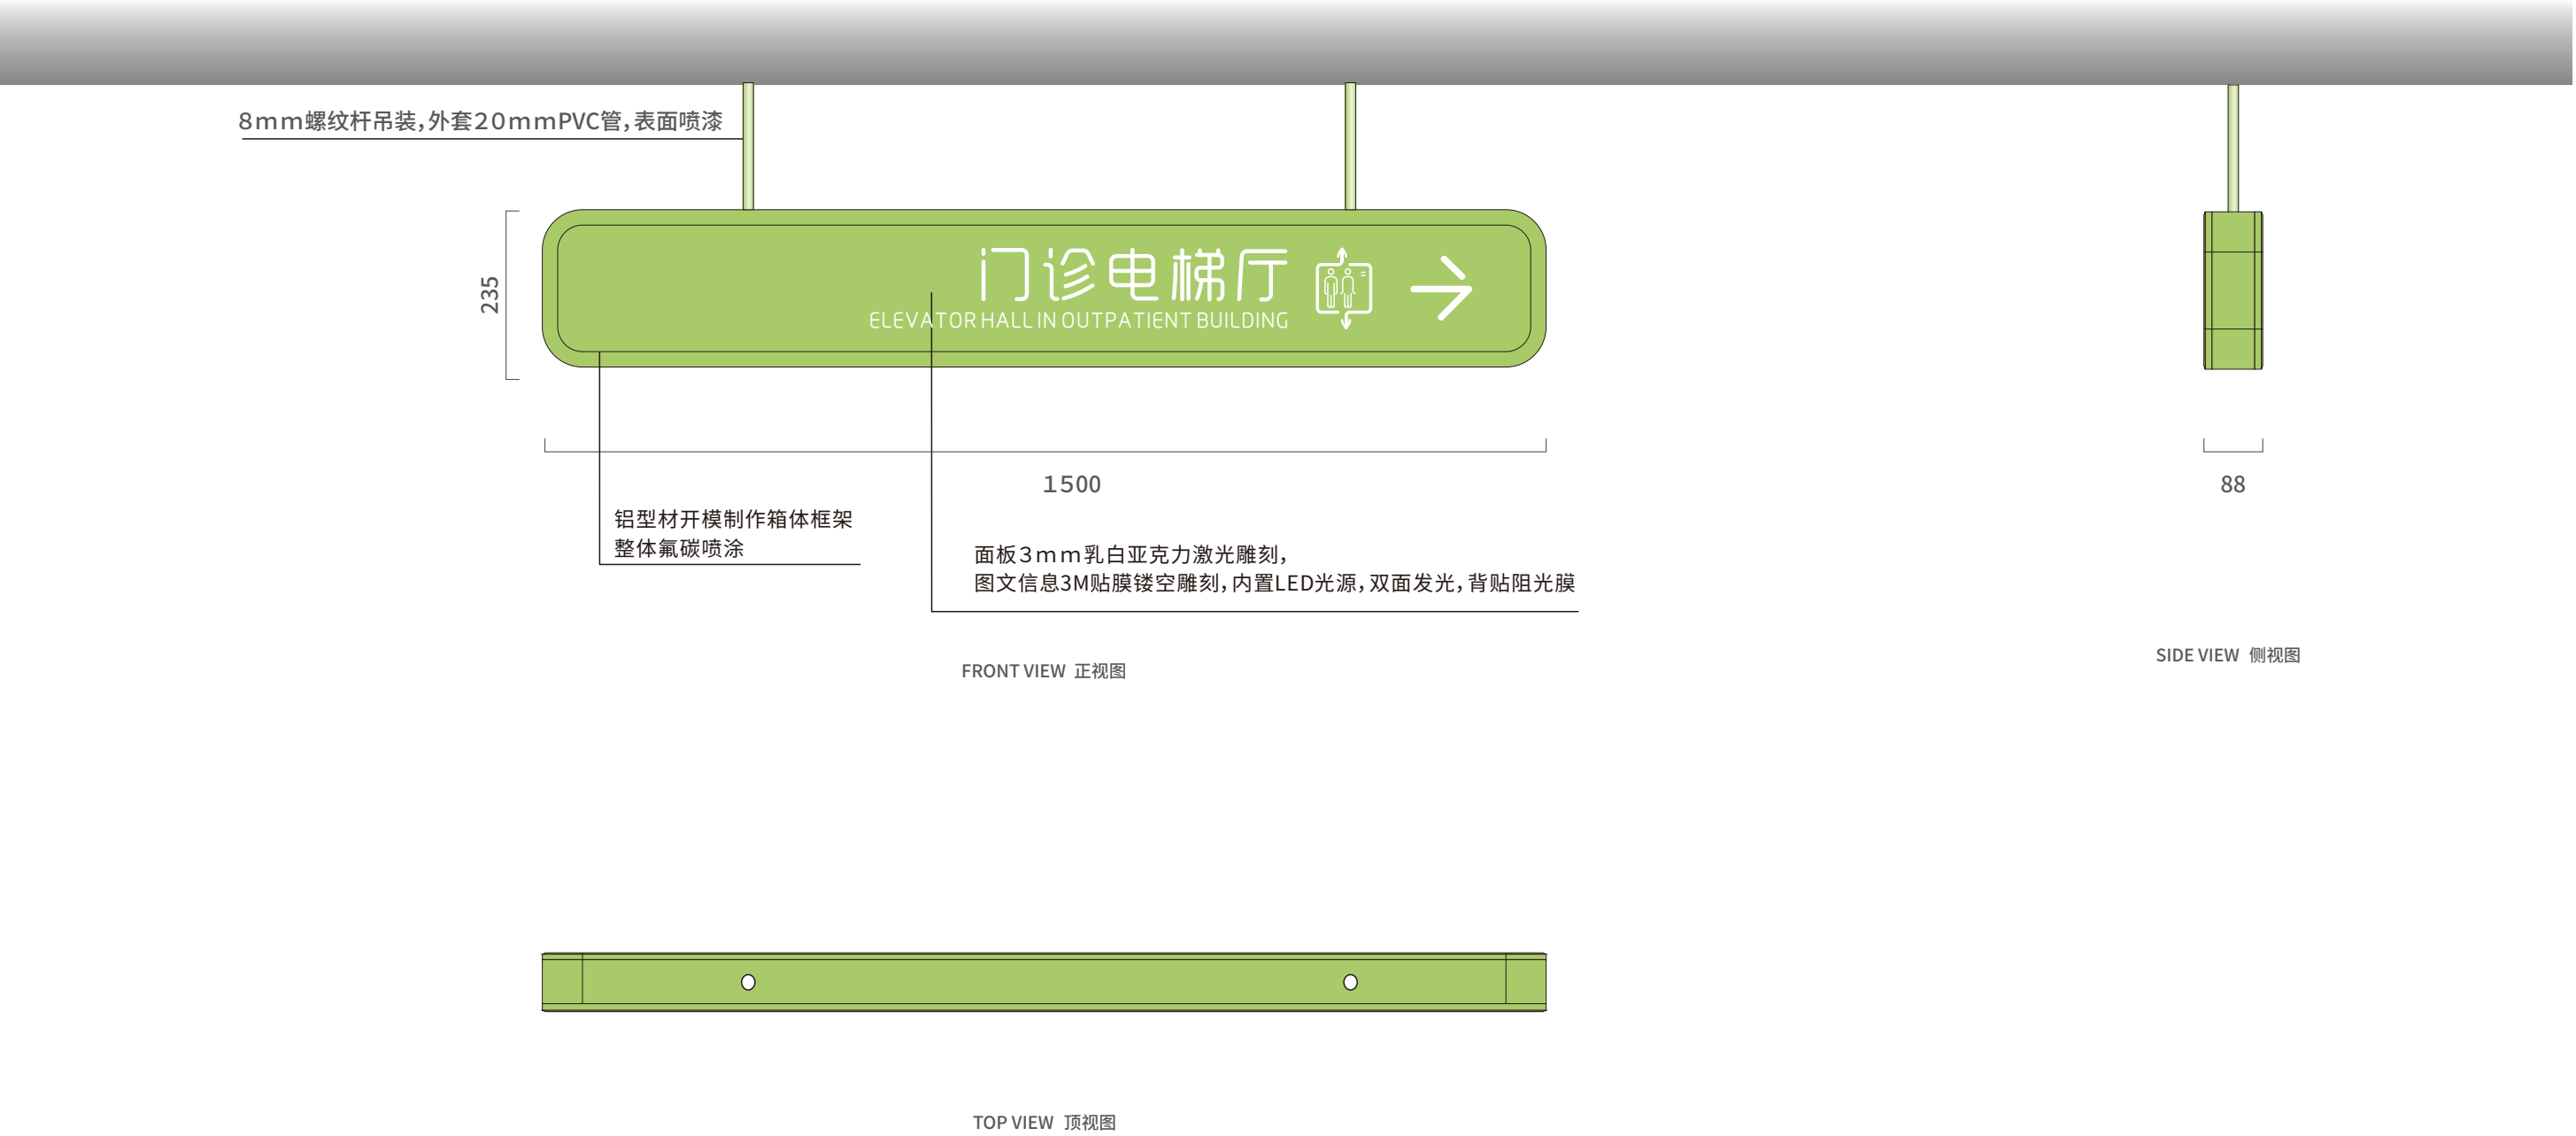 8mm螺纹杆吊装，外套20mmPVC管，表面喷漆
235
门诊电梯厅
ELEVATOR HALL IN OUTPATIENT BUILDING
1500
88
铝型材开模制作箱体框架
整体氟碳喷涂
面板3mm乳白亚克力激光雕刻，
图文信息3M贴膜镂空雕刻，内置LED光源，双面发光，背贴阻光膜
FRONT VIEW 正视图
SIDE VIEW 侧视图
TOP VIEW 顶视图